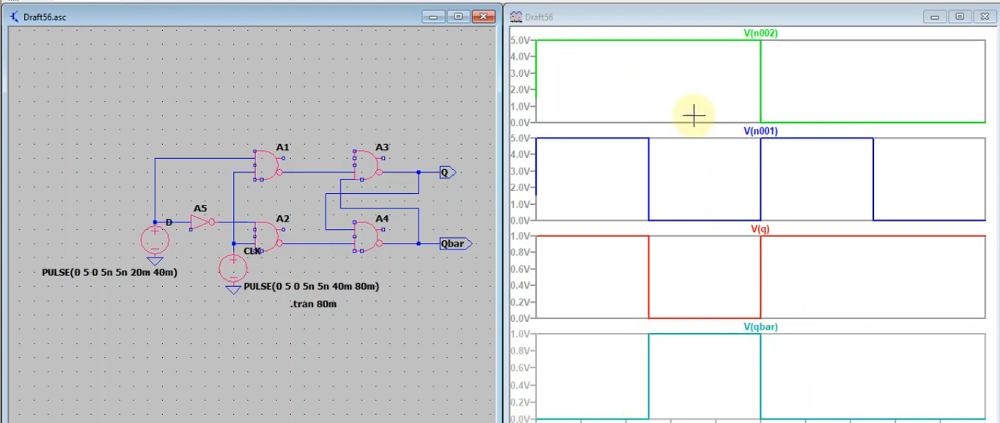 Draft56.asc
A1
A3
Q
A5
D
A2
A4
CLK
Qbar
PULSE(0 5 0 5n 5n 20m 40m)
PULSE(0 5 0 5n 5n 40m 80m)
.tran 80m
Draft56
V(n002)
5.0V
4.0V
3.0V
2.0V
1.0V
0.0V
V(n001)
5.0V
4.0V
3.0V
2.0V
1.0V
0.0V
V(q)
1.0V
0.8V
0.6V
0.4V
0.2V
0.0V
V(qbar)
1.0V
0.8V
0.6V
0.4V
0.2V
0.0V